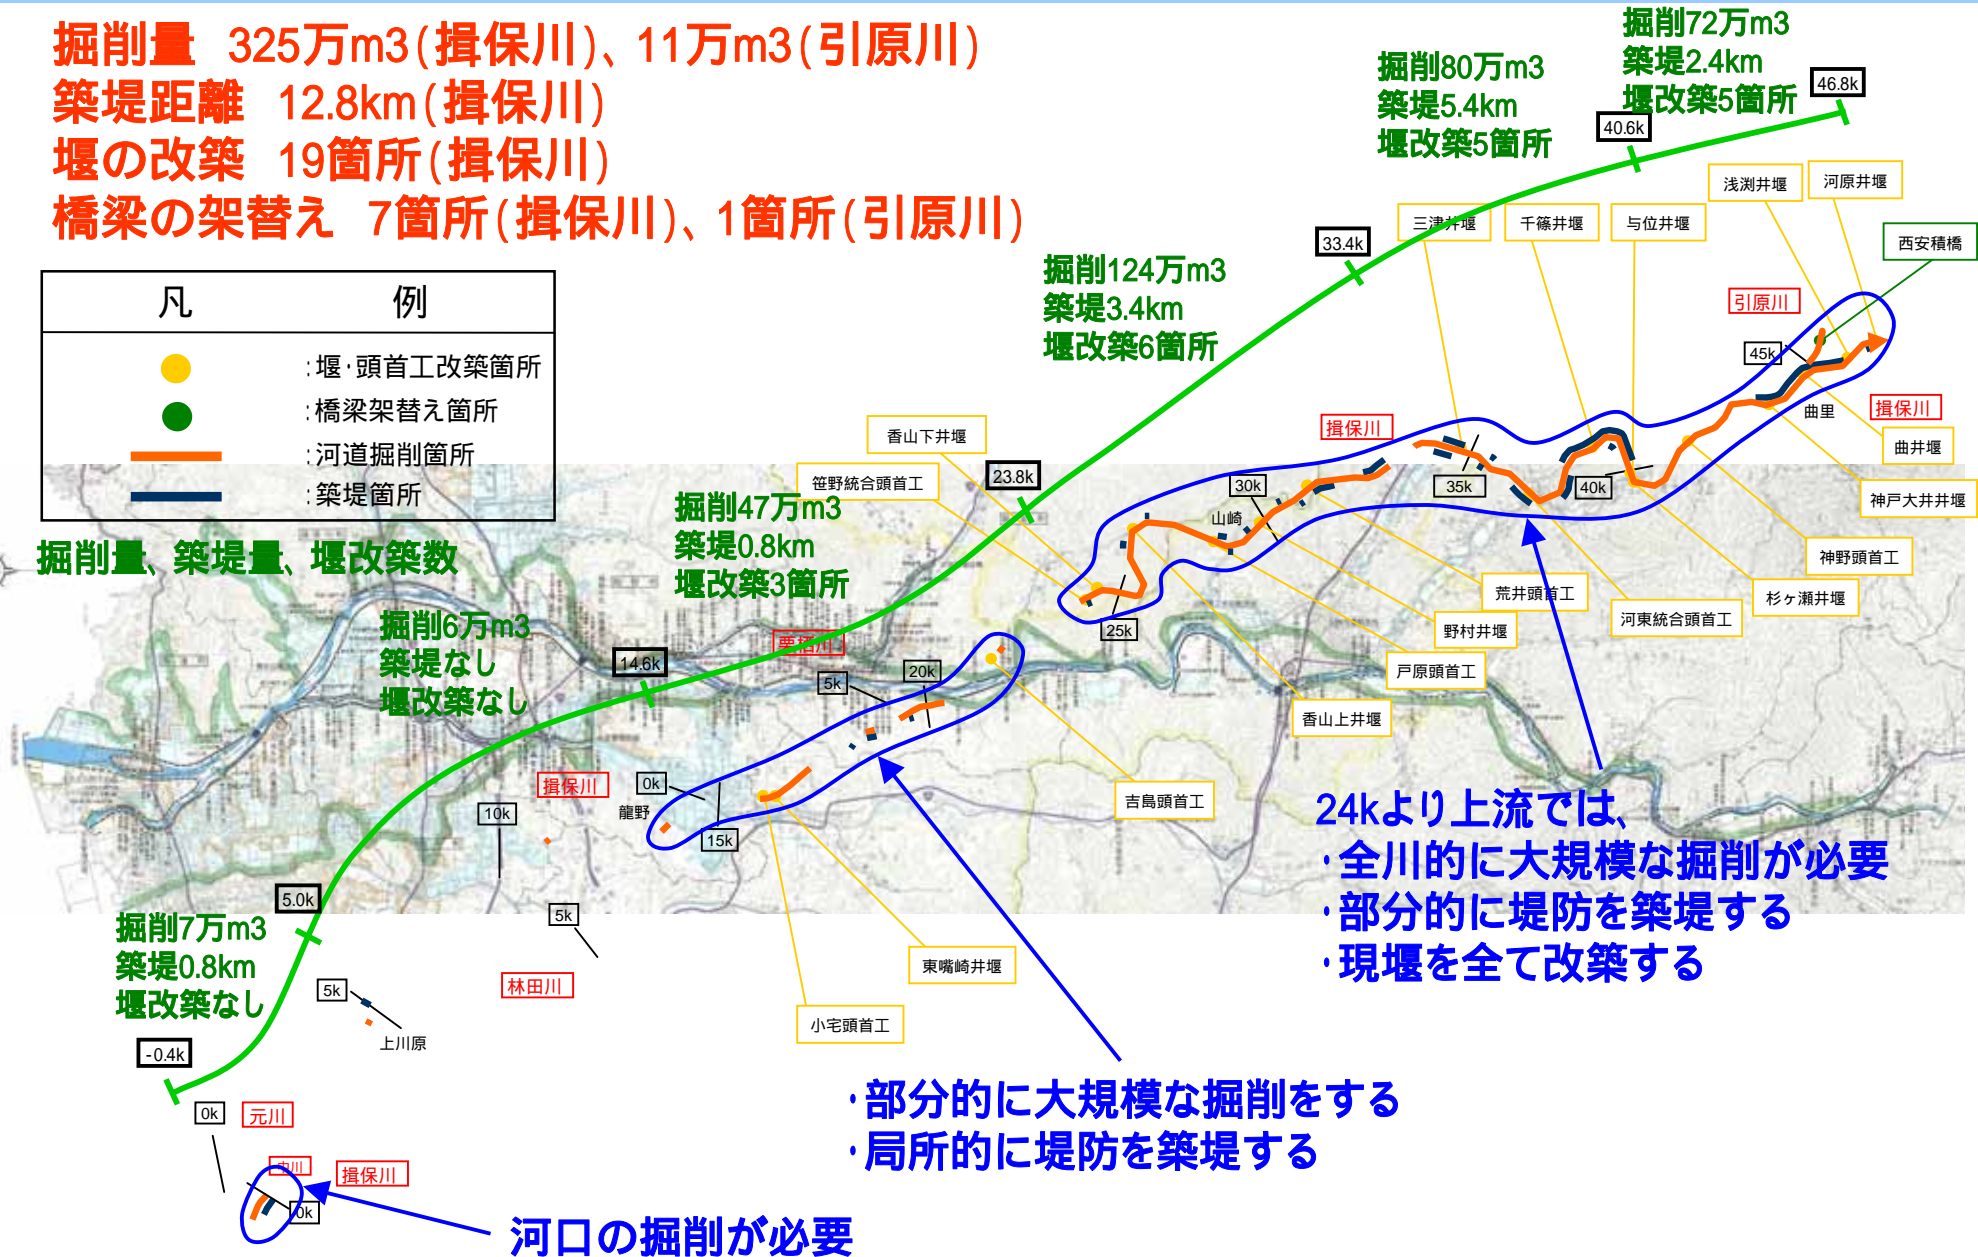 掘削量　325万m3(揖保川)、11万m3(引原川)
築堤距離　12.8km(揖保川)
堰の改築　19箇所(揖保川)
橋梁の架替え　7箇所(揖保川)、1箇所(引原川)
凡　例
:堰・頭首工改築箇所
:橋梁架替え箇所
:河道掘削箇所
:築堤箇所
掘削量、築堤量、堰改築数
掘削72万m3
築堤2.4km
堰改築5箇所
46.8k
掘削80万m3
築堤5.4km
堰改築5箇所
40.6k
掘削124万m3
築堤3.4km
堰改築6箇所
33.4k
掘削47万m3
築堤0.8km
堰改築3箇所
23.8k
掘削6万m3
築堤なし
堰改築なし
14.6k
掘削7万m3
築堤0.8km
堰改築なし
5.0k
-0.4k
浅渕井堰
河原井堰
三津井堰
千篠井堰
与位井堰
西安積橋
引原川
45k
曲里
揖保川
曲井堰
神戸大井井堰
神野頭首工
杉ヶ瀬井堰
河東統合頭首工
荒井頭首工
野村井堰
戸原頭首工
香山上井堰
吉島頭首工
香山下井堰
笹野統合頭首工
揖保川
30k
山崎
35k
40k
25k
栗栖川
5k
20k
揖保川
0k
龍野
15k
10k
5k
林田川
東嘴崎井堰
小宅頭首工
5k
上川原
0k
元川
中川
揖保川
0k
24kより上流では、
・全川的に大規模な掘削が必要
・部分的に堤防を築堤する
・現堰を全て改築する
・部分的に大規模な掘削をする
・局所的に堤防を築堤する
河口の掘削が必要